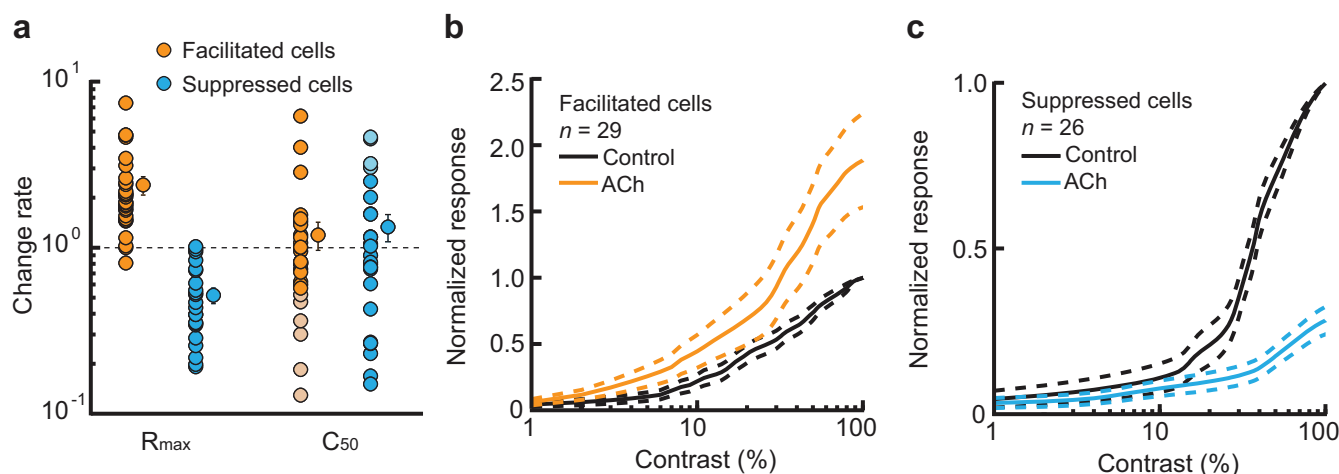 a
Facilitated cells
Suppressed cells
10¹
10⁰
10⁻¹
Change rate
Rmax
C50
b
2.5
2.0
1.5
1.0
0.5
0
Normalized response
Facilitated cells
n = 29
Control
ACh
1
10
100
Contrast (%)
c
1.0
0.5
0
Normalized response
Suppressed cells
n = 26
Control
ACh
1
10
100
Contrast (%)